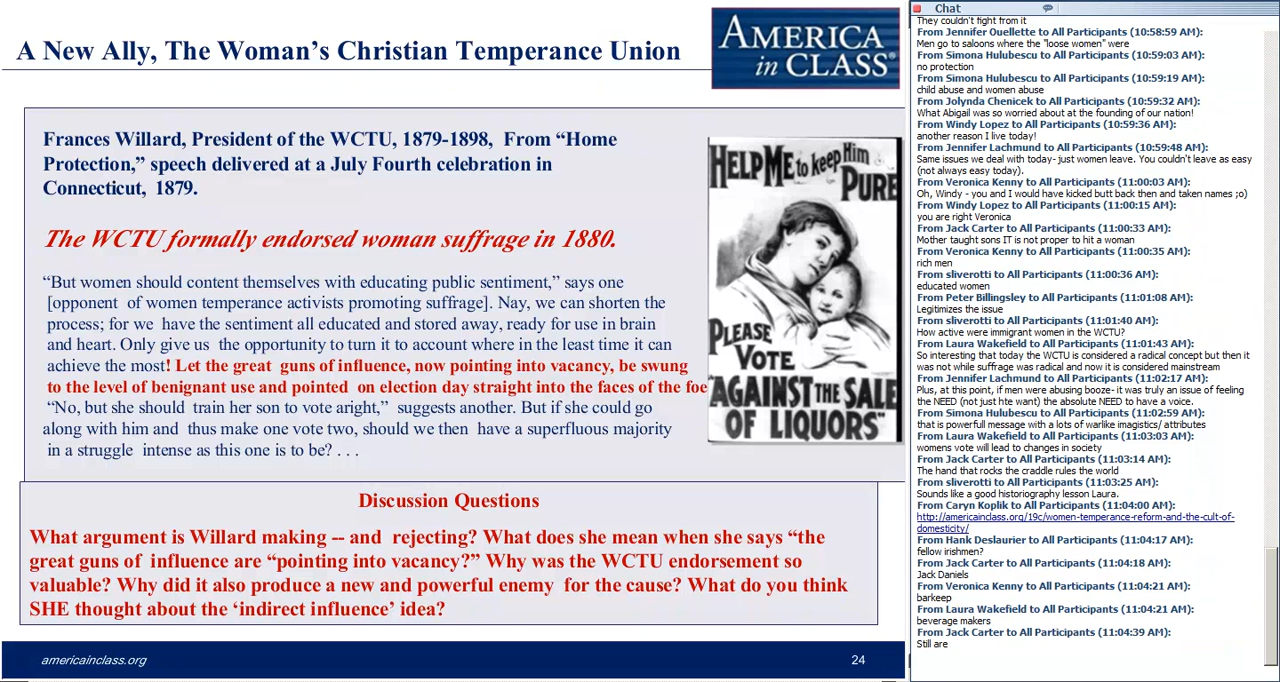 A New Ally, The Woman's Christian Temperance Union
AMERICA
in CLASS®
Frances Willard, President of the WCTU, 1879-1898, From “Home
Protection,” speech delivered at a July Fourth celebration in
Connecticut, 1879.
The WCTU formally endorsed woman suffrage in 1880.
“But women should content themselves with educating public sentiment,” says one
[opponent of women temperance activists promoting suffrage]. Nay, we can shorten the
process; for we have the sentiment all educated and stored away, ready for use in brain
and heart. Only give us the opportunity to turn it to account where in the least time it can
achieve the most! Let the great guns of influence, now pointing into vacancy, be swung
to the level of benignant use and pointed on election day straight into the faces of the foe
“No, but she should train her son to vote aright,” suggests another. But if she could go
along with him and thus make one vote two, should we then have a superfluous majority
in a struggle intense as this one is to be? . . .
HELP ME to keep Him
PURE
PLEASE
VOTE
"AGAINST THE SALE
OF LIQUORS"
Discussion Questions
What argument is Willard making -- and rejecting? What does she mean when she says “the
great guns of influence are “pointing into vacancy?” Why was the WCTU endorsement so
valuable? Why did it also produce a new and powerful enemy for the cause? What do you think
SHE thought about the ‘indirect influence’ idea?
americainclass.org
24
Chat
They couldn't fight from it
From Jennifer Ouellette to All Participants (10:58:59 AM):
Men go to saloons where the "loose women" were
From Simona Hulubescu to All Participants (10:59:03 AM):
no protection
From Simona Hulubescu to All Participants (10:59:19 AM):
child abuse and women abuse
From Jolynda Chenicek to All Participants (10:59:32 AM):
What Abigail was so worried about at the founding of our nation!
From Windy Lopez to All Participants (10:59:36 AM):
another reason I live today!
From Jennifer Lachmund to All Participants (10:59:48 AM):
Same issues we deal with today- just women leave. You couldn't leave as easy
(not always easy today).
From Veronica Kenny to All Participants (11:00:03 AM):
Oh, Windy - you and I would have kicked butt back then and taken names ;o)
From Windy Lopez to All Participants (11:00:15 AM):
you are right Veronica
From Jack Carter to All Participants (11:00:33 AM):
Mother taught sons IT is not proper to hit a woman
From Veronica Kenny to All Participants (11:00:35 AM):
rich men
From sliverotti to All Participants (11:00:36 AM):
educated women
From Peter Billingsley to All Participants (11:01:08 AM):
Legitimizes the issue
From sliverotti to All Participants (11:01:40 AM):
How active were immigrant women in the WCTU?
From Laura Wakefield to All Participants (11:01:43 AM):
So interesting that today the WCTU is considered a radical concept but then it
was not while suffrage was radical and now it is considered mainstream
From Jennifer Lachmund to All Participants (11:02:17 AM):
Plus, at this point, if men were abusing booze- it was truly an issue of feeling
the NEED (not just hte want) the absolute NEED to have a voice.
From Simona Hulubescu to All Participants (11:02:59 AM):
that is powerfull message with a lots of warlike imagistics/ attributes
From Laura Wakefield to All Participants (11:03:03 AM):
womens vote will lead to changes in society
From Jack Carter to All Participants (11:03:14 AM):
The hand that rocks the craddle rules the world
From sliverotti to All Participants (11:03:25 AM):
Sounds like a good historiography lesson Laura.
From Caryn Koplik to All Participants (11:04:00 AM):
http://americainclass.org/19c/women-temperance-reform-and-the-cult-of-
domesticity/
From Hank Deslaurier to All Participants (11:04:17 AM):
fellow irishmen?
From Jack Carter to All Participants (11:04:18 AM):
Jack Daniels
From Veronica Kenny to All Participants (11:04:21 AM):
barkeep
From Laura Wakefield to All Participants (11:04:21 AM):
beverage makers
From Jack Carter to All Participants (11:04:39 AM):
Still are